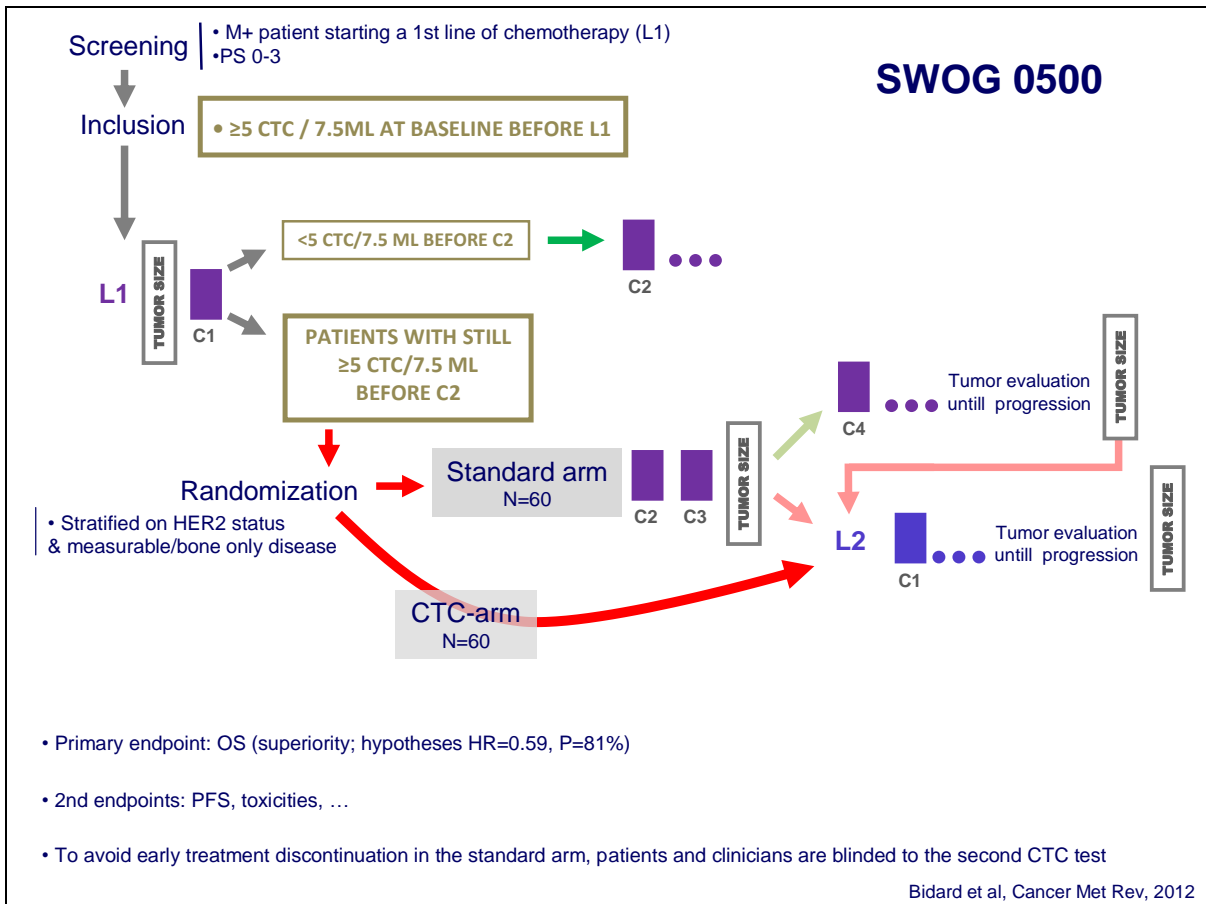 Screening
• M+ patient starting a 1st line of chemotherapy (L1)
•PS 0-3
SWOG 0500
Inclusion
• ≥5 CTC / 7.5ML AT BASELINE BEFORE L1
L1
TUMOR SIZE
C1
<5 CTC/7.5 ML BEFORE C2
C2
PATIENTS WITH STILL
≥5 CTC/7.5 ML
BEFORE C2
Randomization
• Stratified on HER2 status
& measurable/bone only disease
Standard arm
N=60
C2
C3
TUMOR SIZE
C4
Tumor evaluation
untill progression
TUMOR SIZE
CTC-arm
N=60
L2
C1
Tumor evaluation
untill progression
TUMOR SIZE
• Primary endpoint: OS (superiority; hypotheses HR=0.59, P=81%)
• 2nd endpoints: PFS, toxicities, …
• To avoid early treatment discontinuation in the standard arm, patients and clinicians are blinded to the second CTC test
Bidard et al, Cancer Met Rev, 2012